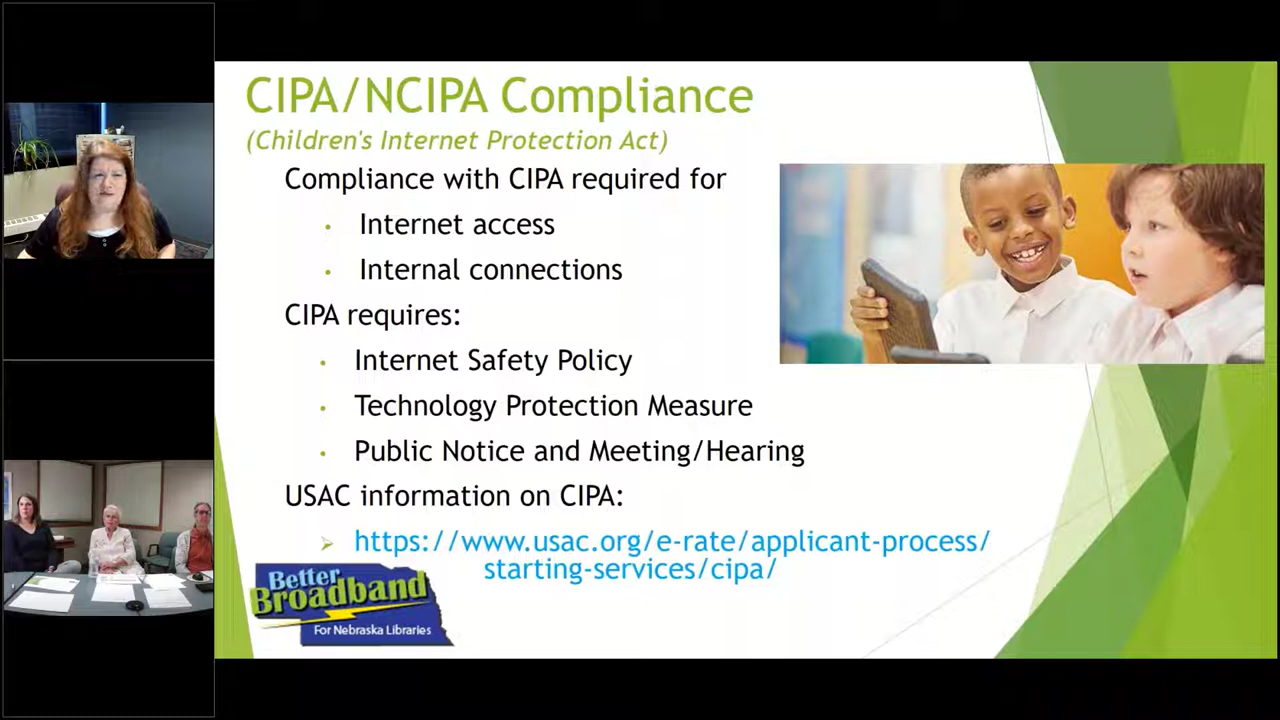 CIPA/NCIPA Compliance
(Children's Internet Protection Act)
Compliance with CIPA required for
• Internet access
• Internal connections
CIPA requires:
• Internet Safety Policy
• Technology Protection Measure
• Public Notice and Meeting/Hearing
USAC information on CIPA:
https://www.usac.org/e-rate/applicant-process/
starting-services/cipa/
Better
Broadband
For Nebraska Libraries